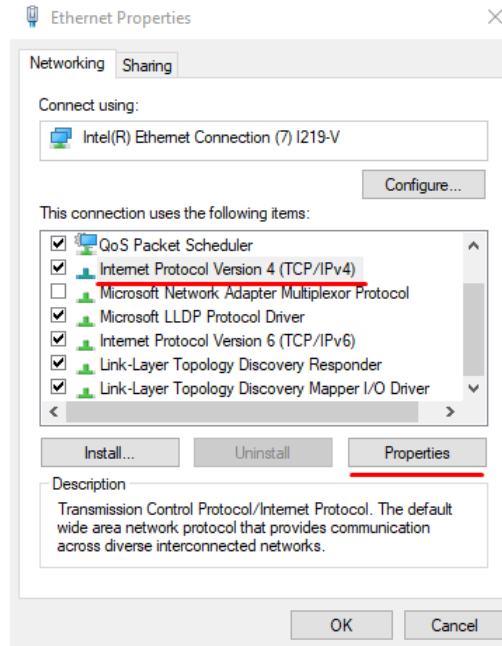 Ethernet Properties
Networking Sharing
Connect using:
Intel(R) Ethernet Connection (7) I219-V
Configure...
This connection uses the following items:
QoS Packet Scheduler
Internet Protocol Version 4 (TCP/IPv4)
Microsoft Network Adapter Multiplexor Protocol
Microsoft LLDP Protocol Driver
Internet Protocol Version 6 (TCP/IPv6)
Link-Layer Topology Discovery Responder
Link-Layer Topology Discovery Mapper I/O Driver
Install... Uninstall Properties
Description
Transmission Control Protocol/Internet Protocol. The default
wide area network protocol that provides communication
across diverse interconnected networks.
OK Cancel